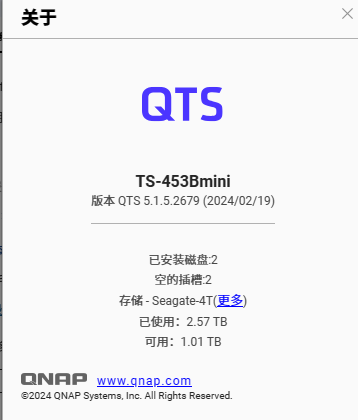 关于
QTS
TS-453Bmini
版本 QTS 5.1.5.2679 (2024/02/19)
已安装磁盘:2
空的插槽:2
存储 - Seagate-4T(更多)
已使用：2.57 TB
可用：1.01 TB
QNAP www.qnap.com
©2024 QNAP Systems, Inc. All Rights Reserved.